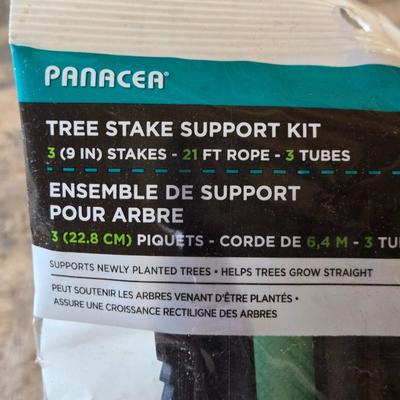 PANACEA®
TREE STAKE SUPPORT KIT
3 (9 IN) STAKES - 21 FT ROPE - 3 TUBES
ENSEMBLE DE SUPPORT
POUR ARBRE
3 (22.8 CM) PIQUETS - CORDE DE 6,4 M - 3
SUPPORTS NEWLY PLANTED TREES • HELPS TREES GROW STRAIGHT
PEUT SOUTENIR LES ARBRES VENANT D'ÊTRE PLANTÉS •
ASSURE UNE CROISSANCE RECTILIGNE DES ARBRES